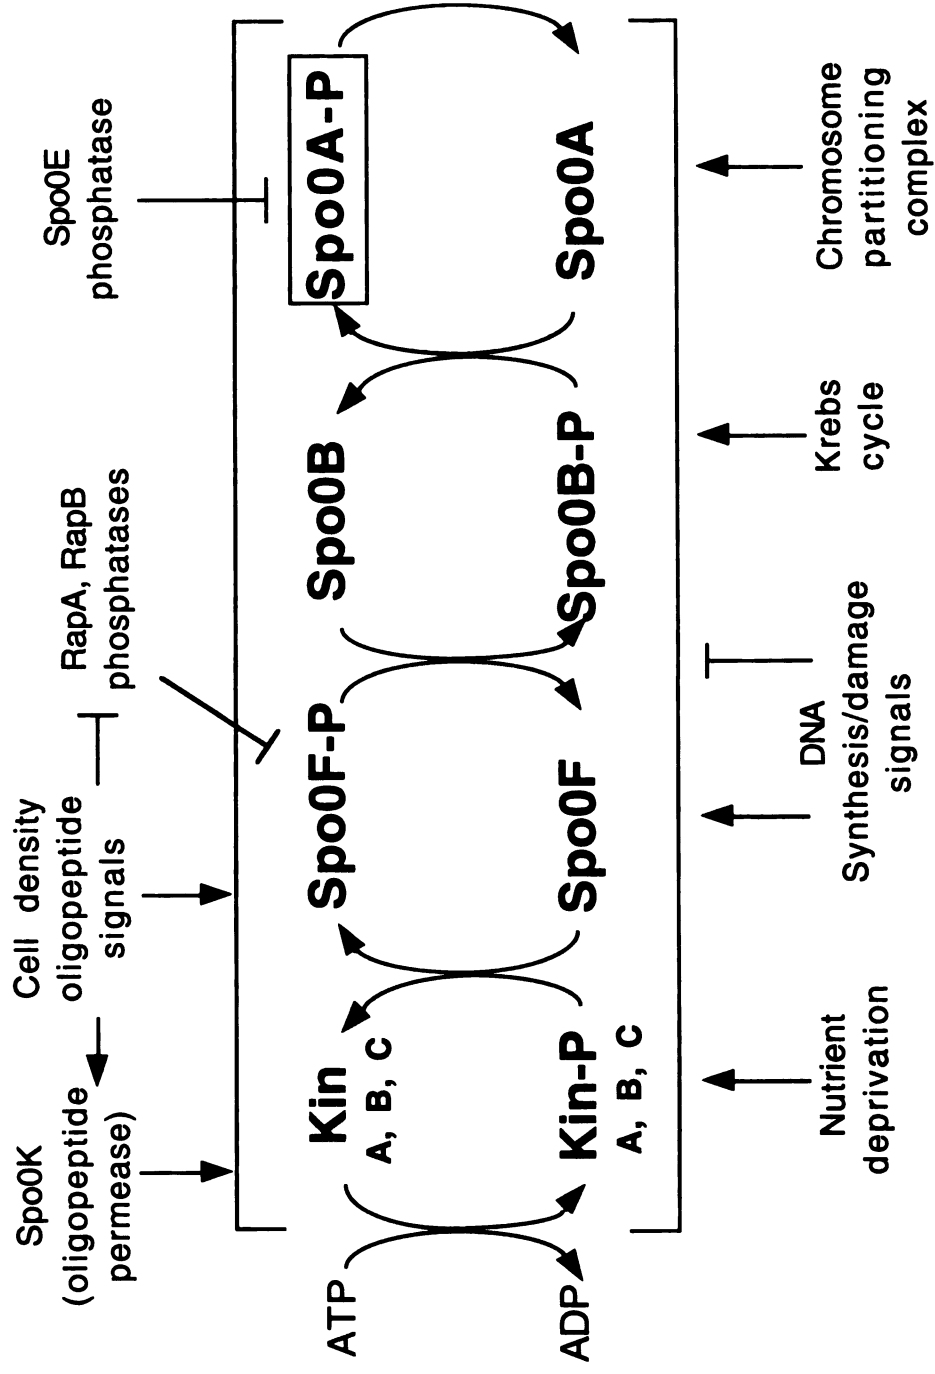 Spo0K
(oligopeptide
permease)
Cell density
oligopeptide
signals
RapA, RapB
phosphatases
Spo0E
phosphatase
ATP
Kin
A, B, C
Spo0F-P
Spo0B
Spo0A-P
ADP
Kin-P
A, B, C
Spo0F
Spo0B-P
Spo0A
Nutrient
deprivation
DNA
Synthesis/damage
signals
Krebs
cycle
Chromosome
partitioning
complex